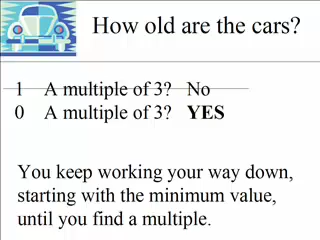 How old are the cars?
1 A multiple of 3? No
0 A multiple of 3? YES
You keep working your way down,
starting with the minimum value,
until you find a multiple.